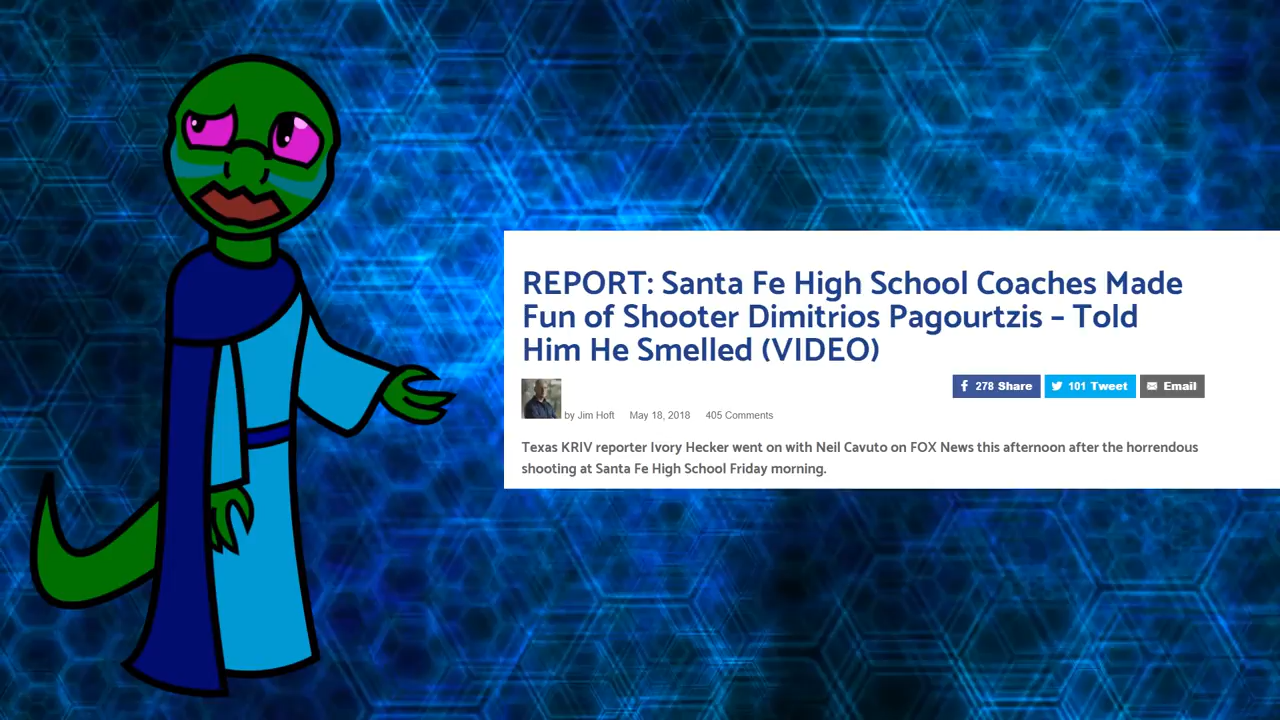 REPORT: Santa Fe High School Coaches Made
Fun of Shooter Dimitrios Pagourtzis – Told
Him He Smelled (VIDEO)
278 Share 101 Tweet Email
by Jim Hoft May 18, 2018 405 Comments
Texas KRIV reporter Ivory Hecker went on with Neil Cavuto on FOX News this afternoon after the horrendous
shooting at Santa Fe High School Friday morning.